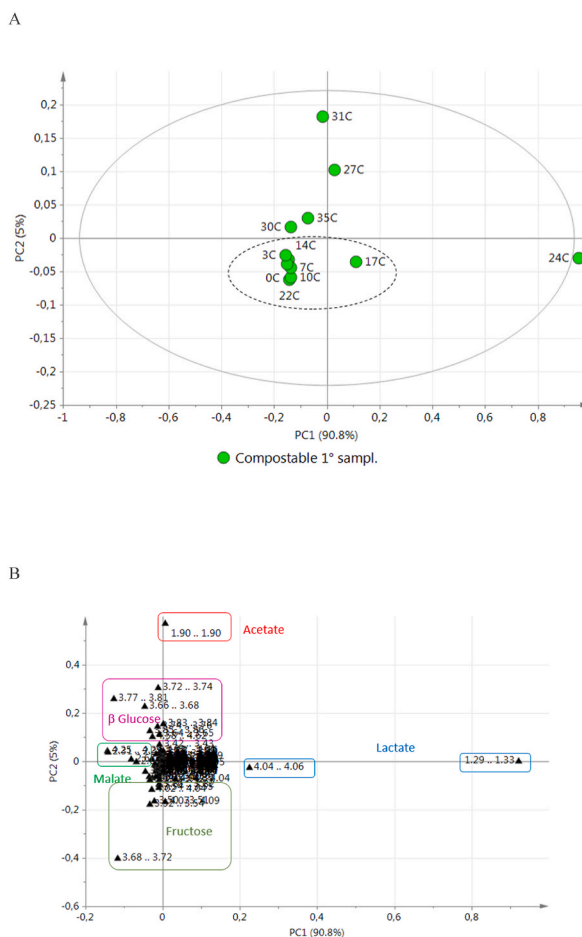 A
0,2
0,15
0,1
0,05
0
-0,05
-0,1
-0,15
-0,2
-0,25
PC2 (5%)
31C
27C
35C
30C
14C
3C
7C
17C
24C
0C
10C
22C
-1
-0,8
-0,6
-0,4
-0,2
0
0,2
0,4
0,6
0,8
PC1 (90.8%)
Compostable 1° sampl.
B
0,4
0,2
0
-0,2
-0,4
-0,6
PC2 (5%)
1.90 .. 1.90
Acetate
3.72 .. 3.74
3.77 .. 3.81
3.66 .. 3.68
3.83 .. 3.84
β Glucose
Lactate
1.29 .. 1.33
4.04 .. 4.06
Malate
Fructose
3.68 .. 3.72
-0,2
0
0,2
0,4
0,6
0,8
1
PC1 (90.8%)